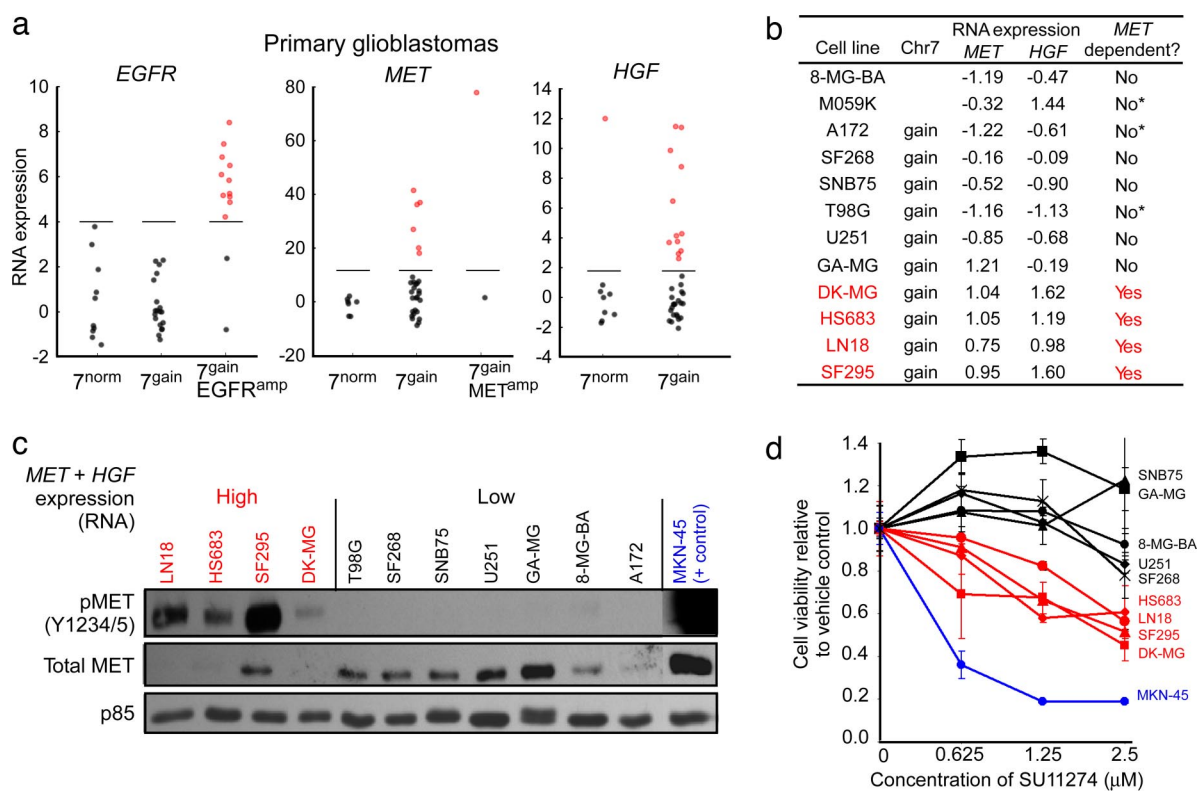 a
Primary glioblastomas
EGFR
MET
HGF
RNA expression
10
8
6
4
2
0
-2
7norm
7gain
7gain
EGFRamp
80
60
40
20
0
-20
7norm
7gain
7gain
METamp
14
12
10
8
6
4
2
0
-2
-4
7norm
7gain
b
Cell line Chr7 RNA expression MET HGF MET dependent?
8-MG-BA -1.19 -0.47 No
M059K -0.32 1.44 No*
A172 gain -1.22 -0.61 No*
SF268 gain -0.16 -0.09 No
SNB75 gain -0.52 -0.90 No
T98G gain -1.16 -1.13 No*
U251 gain -0.85 -0.68 No
GA-MG gain 1.21 -0.19 No
DK-MG gain 1.04 1.62 Yes
HS683 gain 1.05 1.19 Yes
LN18 gain 0.75 0.98 Yes
SF295 gain 0.95 1.60 Yes
c
MET + HGF
expression
(RNA)
High
Low
LN18
HS683
SF295
DK-MG
T98G
SF268
SNB75
U251
GA-MG
8-MG-BA
A172
MKN-45
(+ control)
pMET
(Y1234/5)
Total MET
p85
d
Cell viability relative
to vehicle control
1.4
1.2
1.0
0.8
0.6
0.4
0.2
0.0
0
0.625
1.25
2.5
Concentration of SU11274 (μM)
SNB75
GA-MG
8-MG-BA
U251
SF268
HS683
LN18
SF295
DK-MG
MKN-45